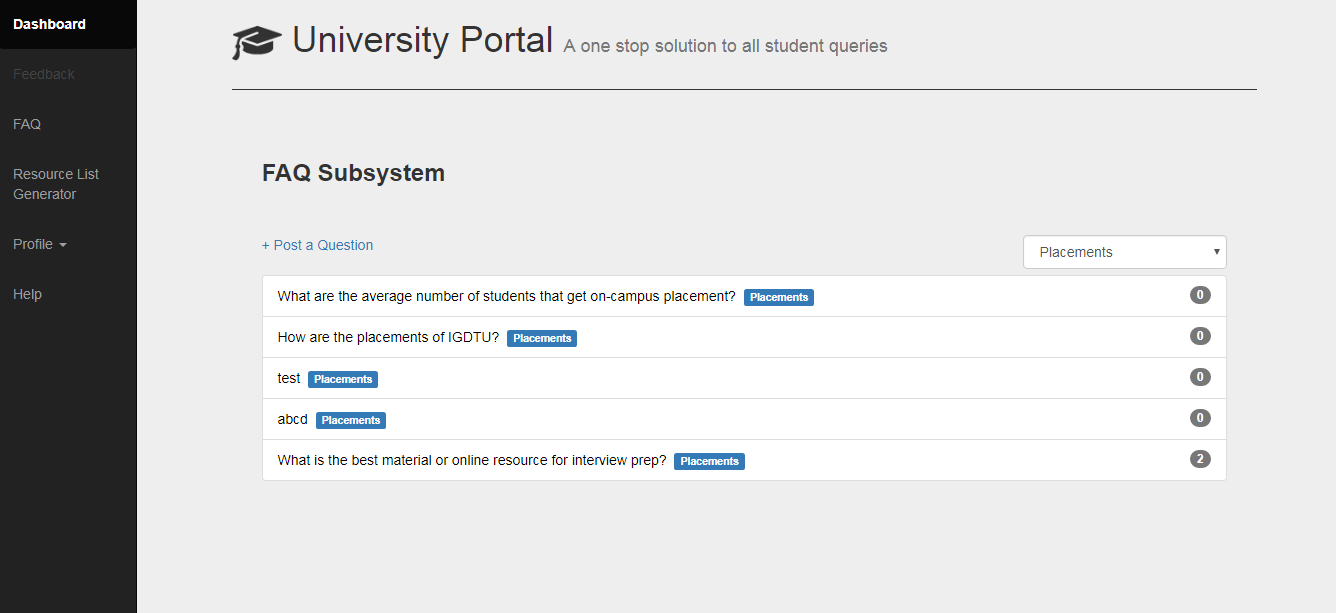 Dashboard
Feedback
FAQ
Resource List
Generator
Profile
Help
University Portal A one stop solution to all student queries
FAQ Subsystem
+ Post a Question
Placements
What are the average number of students that get on-campus placement? Placements 0
How are the placements of IGDTU? Placements 0
test Placements 0
abcd Placements 0
What is the best material or online resource for interview prep? Placements 2